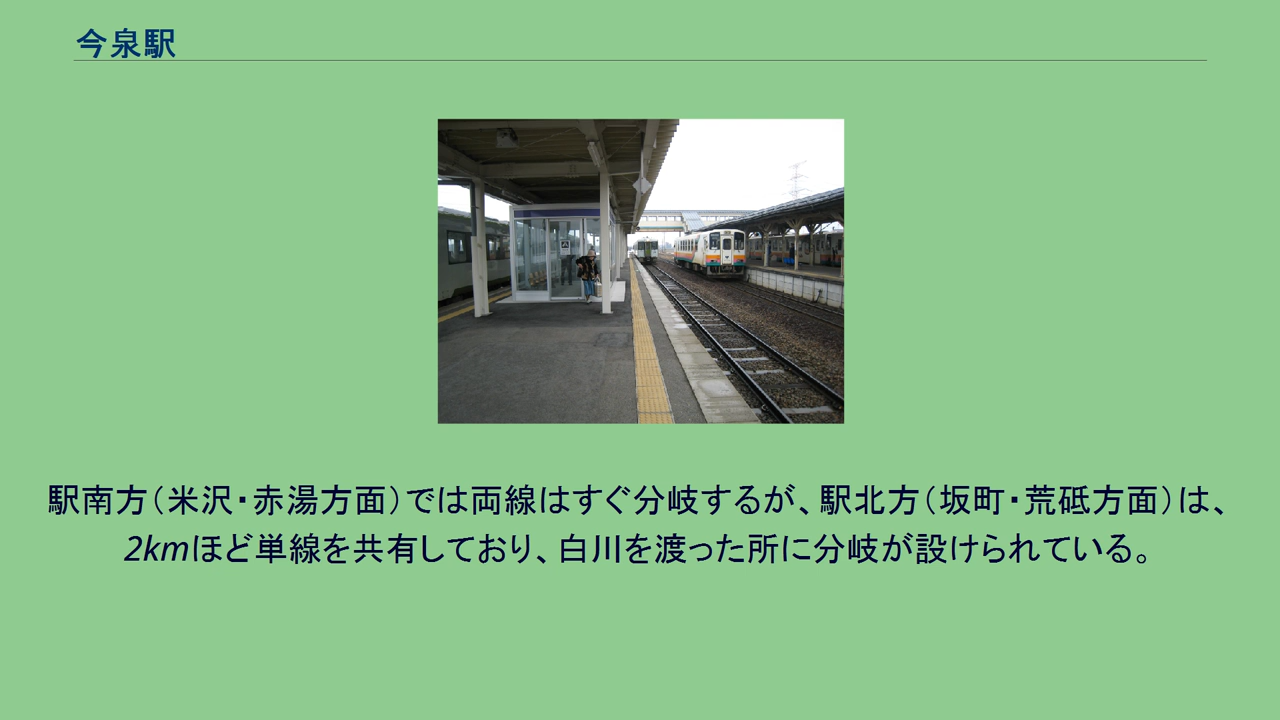 今泉駅
駅南方（米沢・赤湯方面）では両線はすぐ分岐するが、駅北方（坂町・荒砥方面）は、
2kmほど単線を共有しており、白川を渡った所に分岐が設けられている。